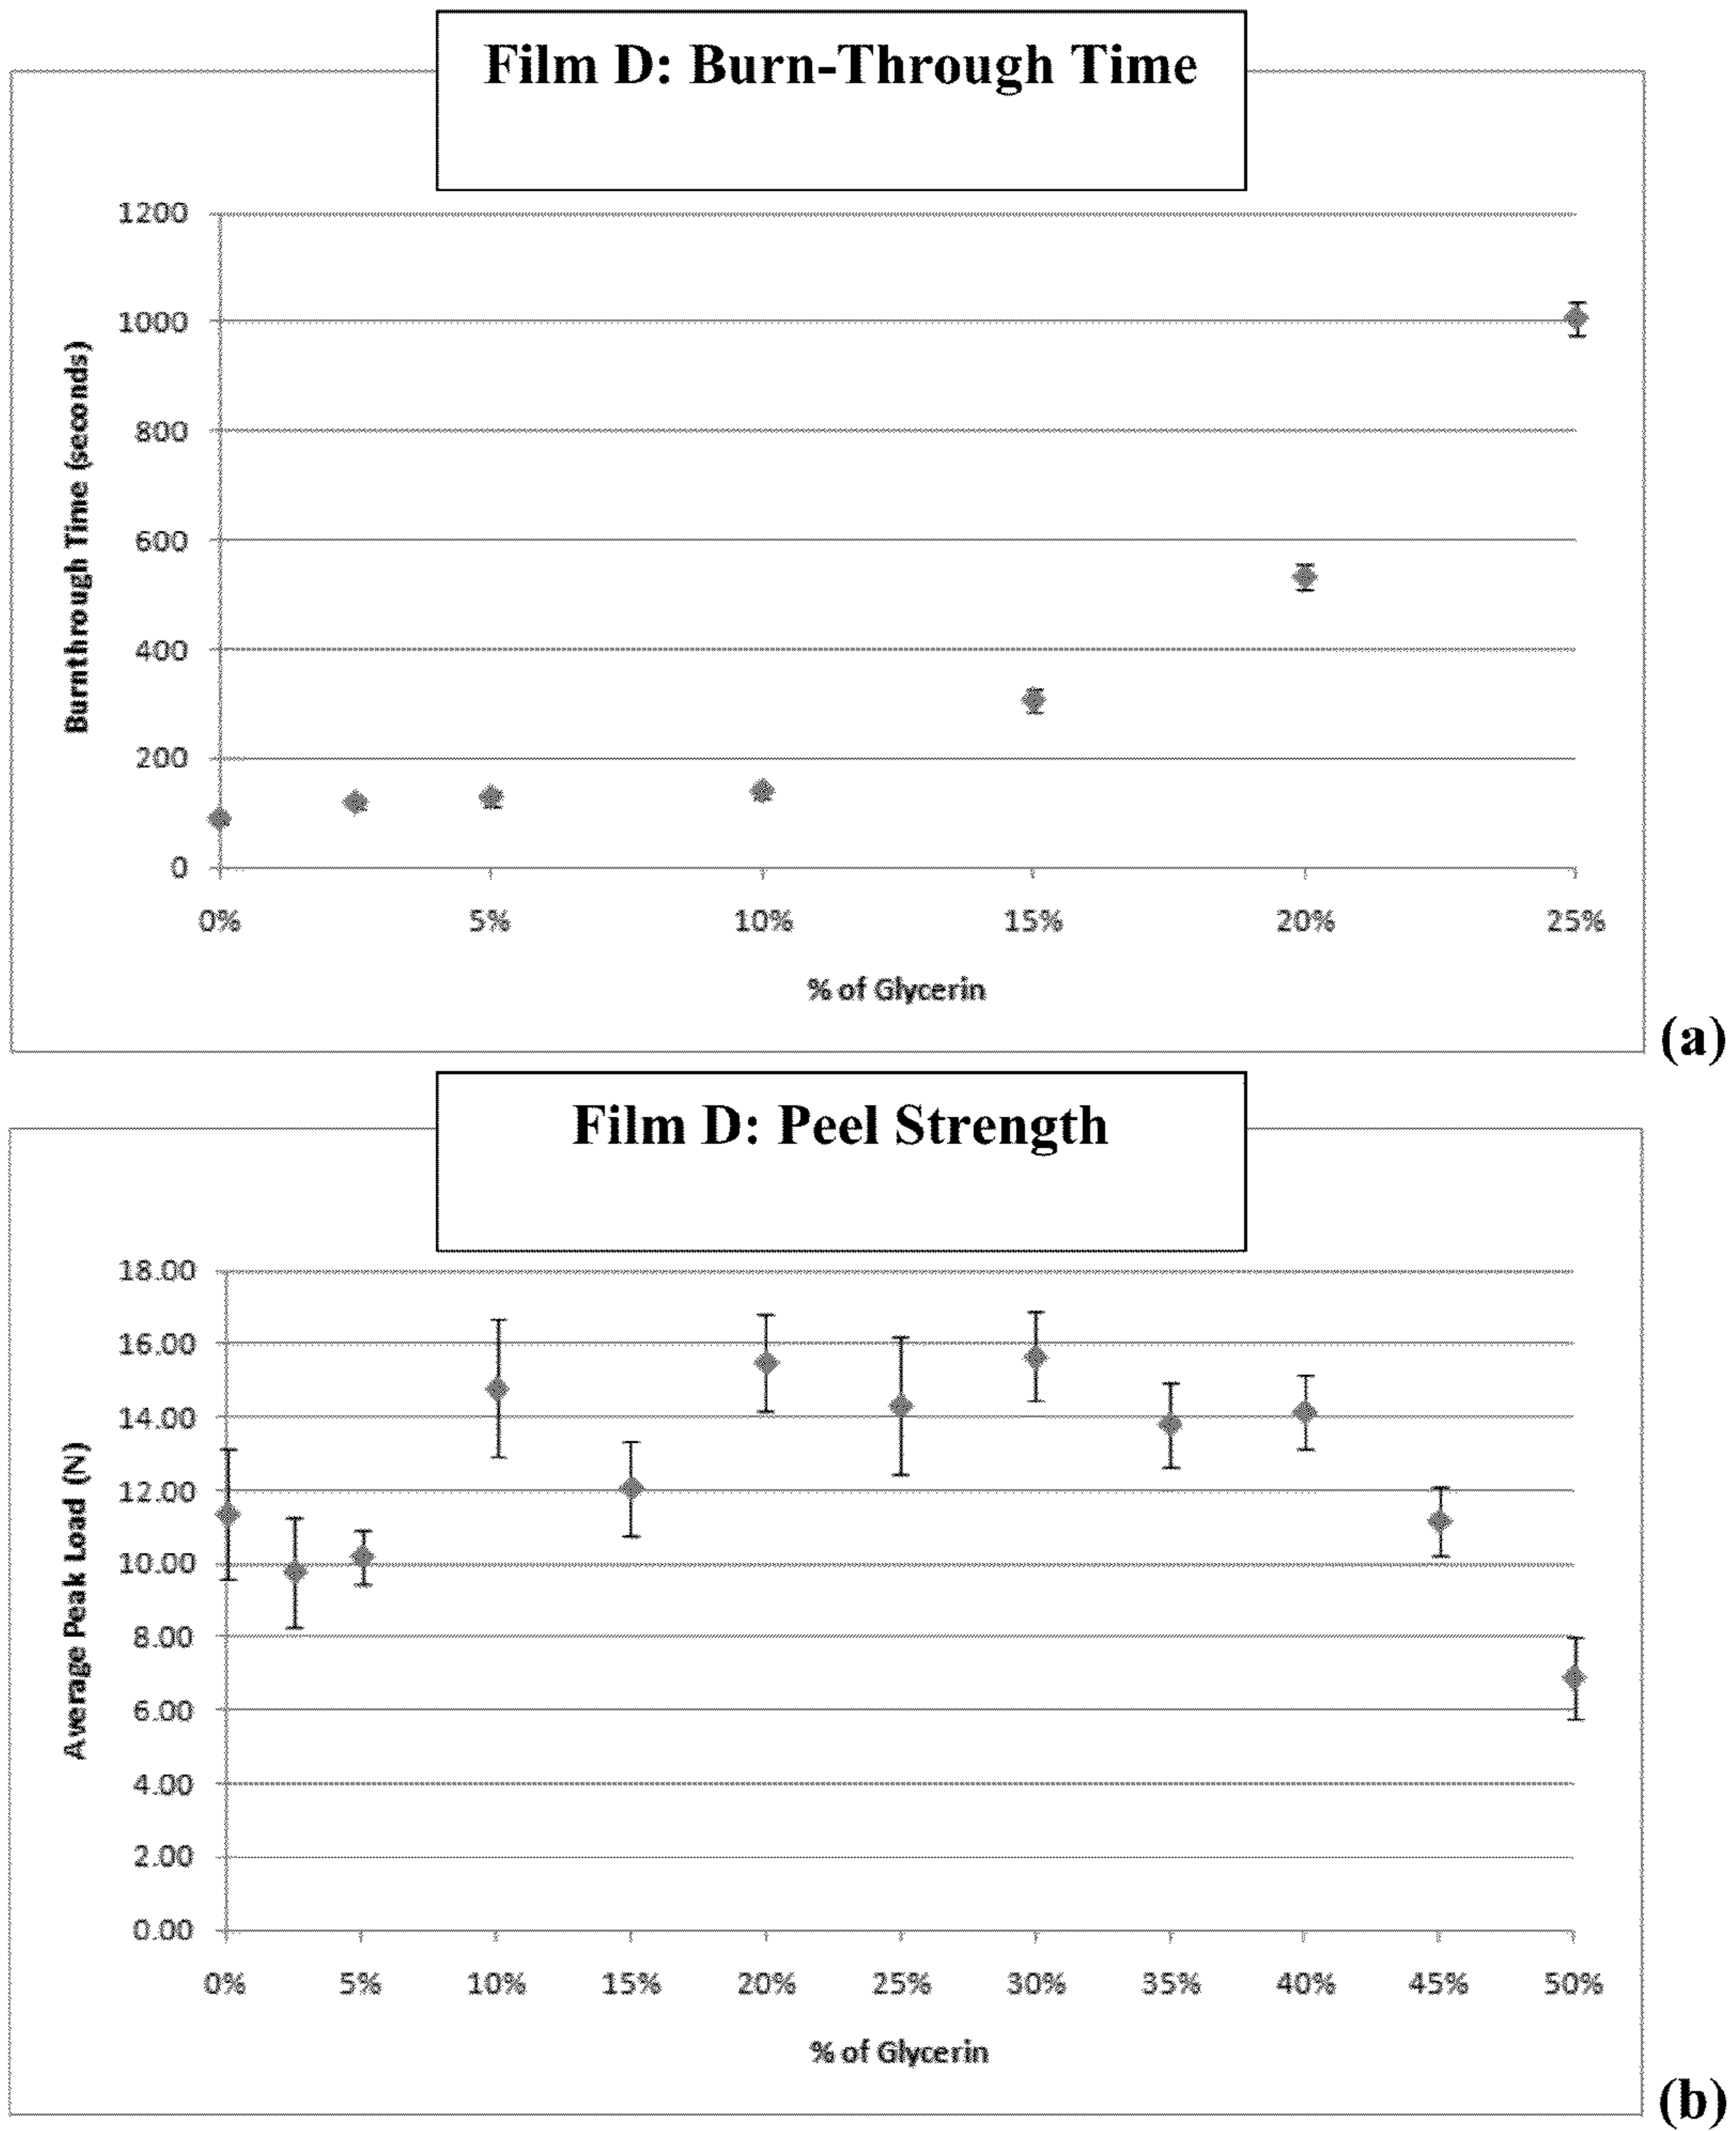 Film D: Burn-Through Time
1200
1000
800
600
400
200
0
Burnthrough Time (seconds)
0% 5% 10% 15% 20% 25%
% of Glycerin
(a)
Film D: Peel Strength
18.00
16.00
14.00
12.00
10.00
8.00
6.00
4.00
2.00
0.00
Average Peak Load (N)
0% 5% 10% 15% 20% 25% 30% 35% 40% 45% 50%
% of Glycerin
(b)